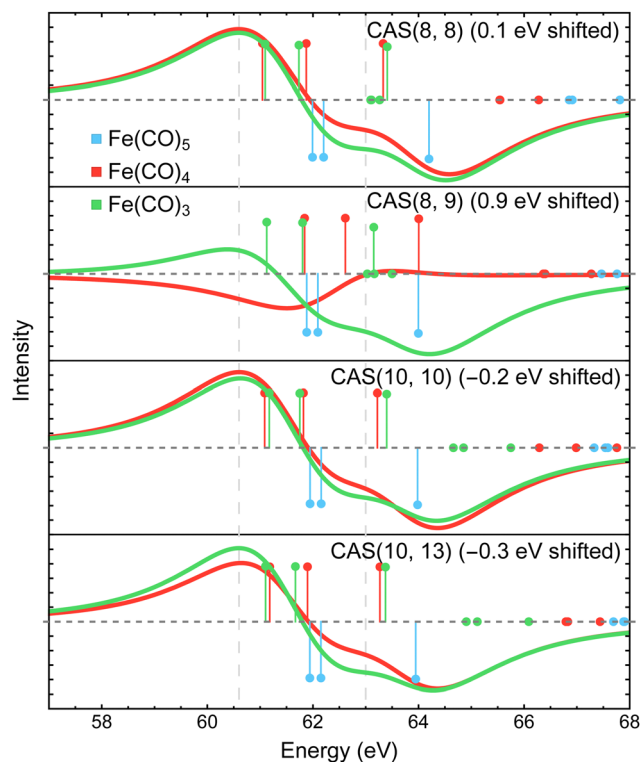 CAS(8, 8) (0.1 eV shifted)
Fe(CO)5
Fe(CO)4
Fe(CO)3
CAS(8, 9) (0.9 eV shifted)
CAS(10, 10) (−0.2 eV shifted)
CAS(10, 13) (−0.3 eV shifted)
Intensity
58 60 62 64 66 68
Energy (eV)